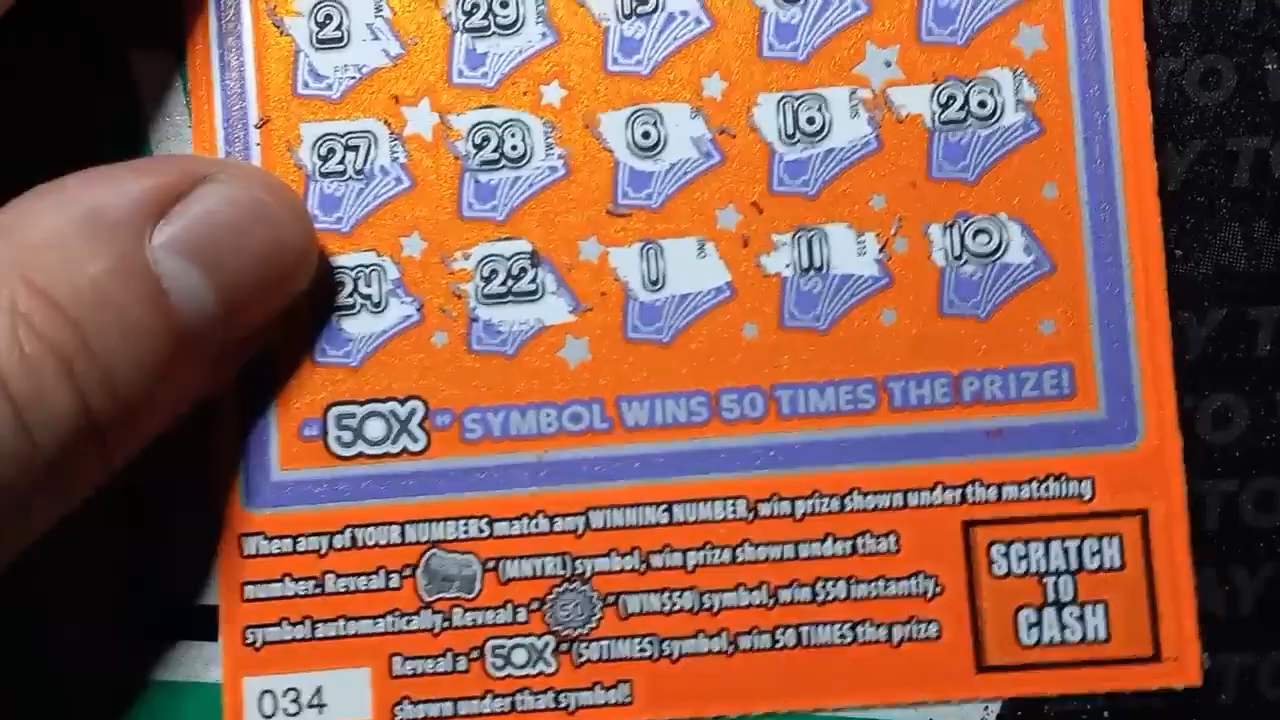 2 29 15
27 28 6 16 26
24 22 1 11 10
"50X" SYMBOL WINS 50 TIMES THE PRIZE!
When any of YOUR NUMBERS match any WINNING NUMBER, win prize shown under the matching
number. Reveal a " " (MNYRL) symbol, win prize shown under that
symbol automatically. Reveal a "$50" (WIN$50) symbol, win $50 instantly.
Reveal a "50X" (50TIMES) symbol, win 50 TIMES the prize
shown under that symbol!
SCRATCH
TO
CASH
034